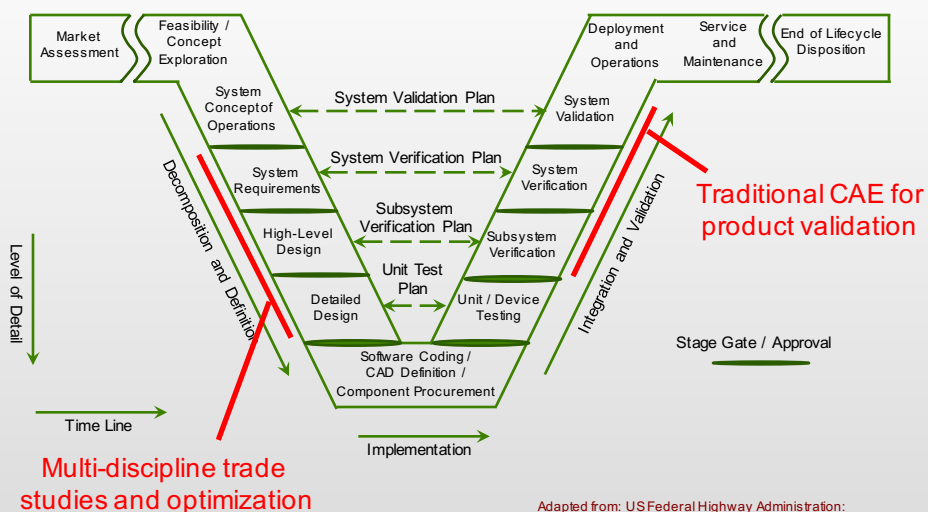 Market
Assessment
Feasibility /
Concept
Exploration
Deployment
and
Operations
Service
and
Maintenance
End of Lifecycle
Disposition
System
Concept of
Operations
System Validation Plan
System
Validation
System
Requirements
System Verification Plan
System
Verification
High-Level
Design
Subsystem
Verification Plan
Subsystem
Verification
Detailed
Design
Unit Test
Plan
Unit / Device
Testing
Software Coding /
CAD Definition /
Component Procurement
Decomposition and Definition
Integration and Validation
Traditional CAE for
product validation
Level of Detail
Stage Gate / Approval
Time Line
Implementation
Multi-discipline trade
studies and optimization
Adapted from: US Federal Highway Administration: